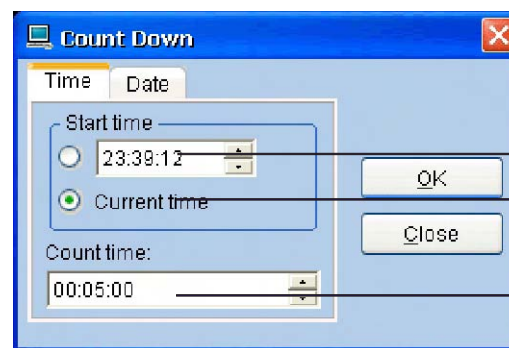 Count Down
Time Date
Start time
23:39:12
Current time
OK
Count time:
Close
00:05:00